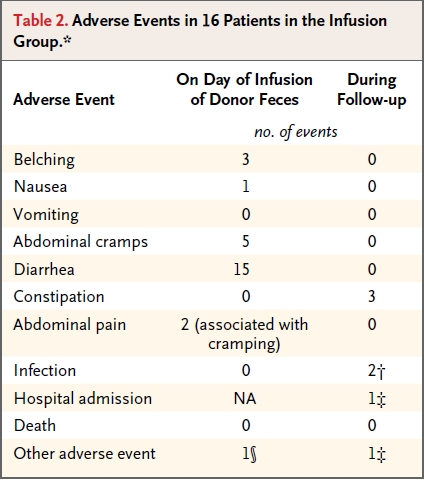 Table 2. Adverse Events in 16 Patients in the Infusion
Group.*
Adverse Event On Day of Infusion of Donor Feces During Follow-up
no. of events
Belching 3 0
Nausea 1 0
Vomiting 0 0
Abdominal cramps 5 0
Diarrhea 15 0
Constipation 0 3
Abdominal pain 2 (associated with cramping) 0
Infection 0 2†
Hospital admission NA 1‡
Death 0 0
Other adverse event 1§ 1‡